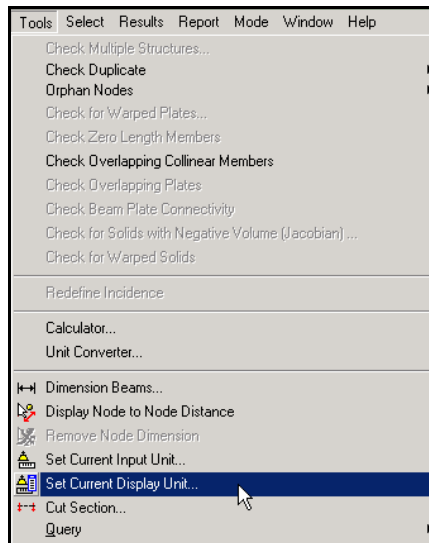 Tools Select Results Report Mode Window Help
Check Multiple Structures...
Check Duplicate
Orphan Nodes
Check for Warped Plates...
Check Zero Length Members
Check Overlapping Collinear Members
Check Overlapping Plates
Check Beam Plate Connectivity
Check for Solids with Negative Volume (Jacobian) ...
Check for Warped Solids
Redefine Incidence
Calculator...
Unit Converter...
Dimension Beams...
Display Node to Node Distance
Remove Node Dimension
Set Current Input Unit...
Set Current Display Unit...
Cut Section...
Query